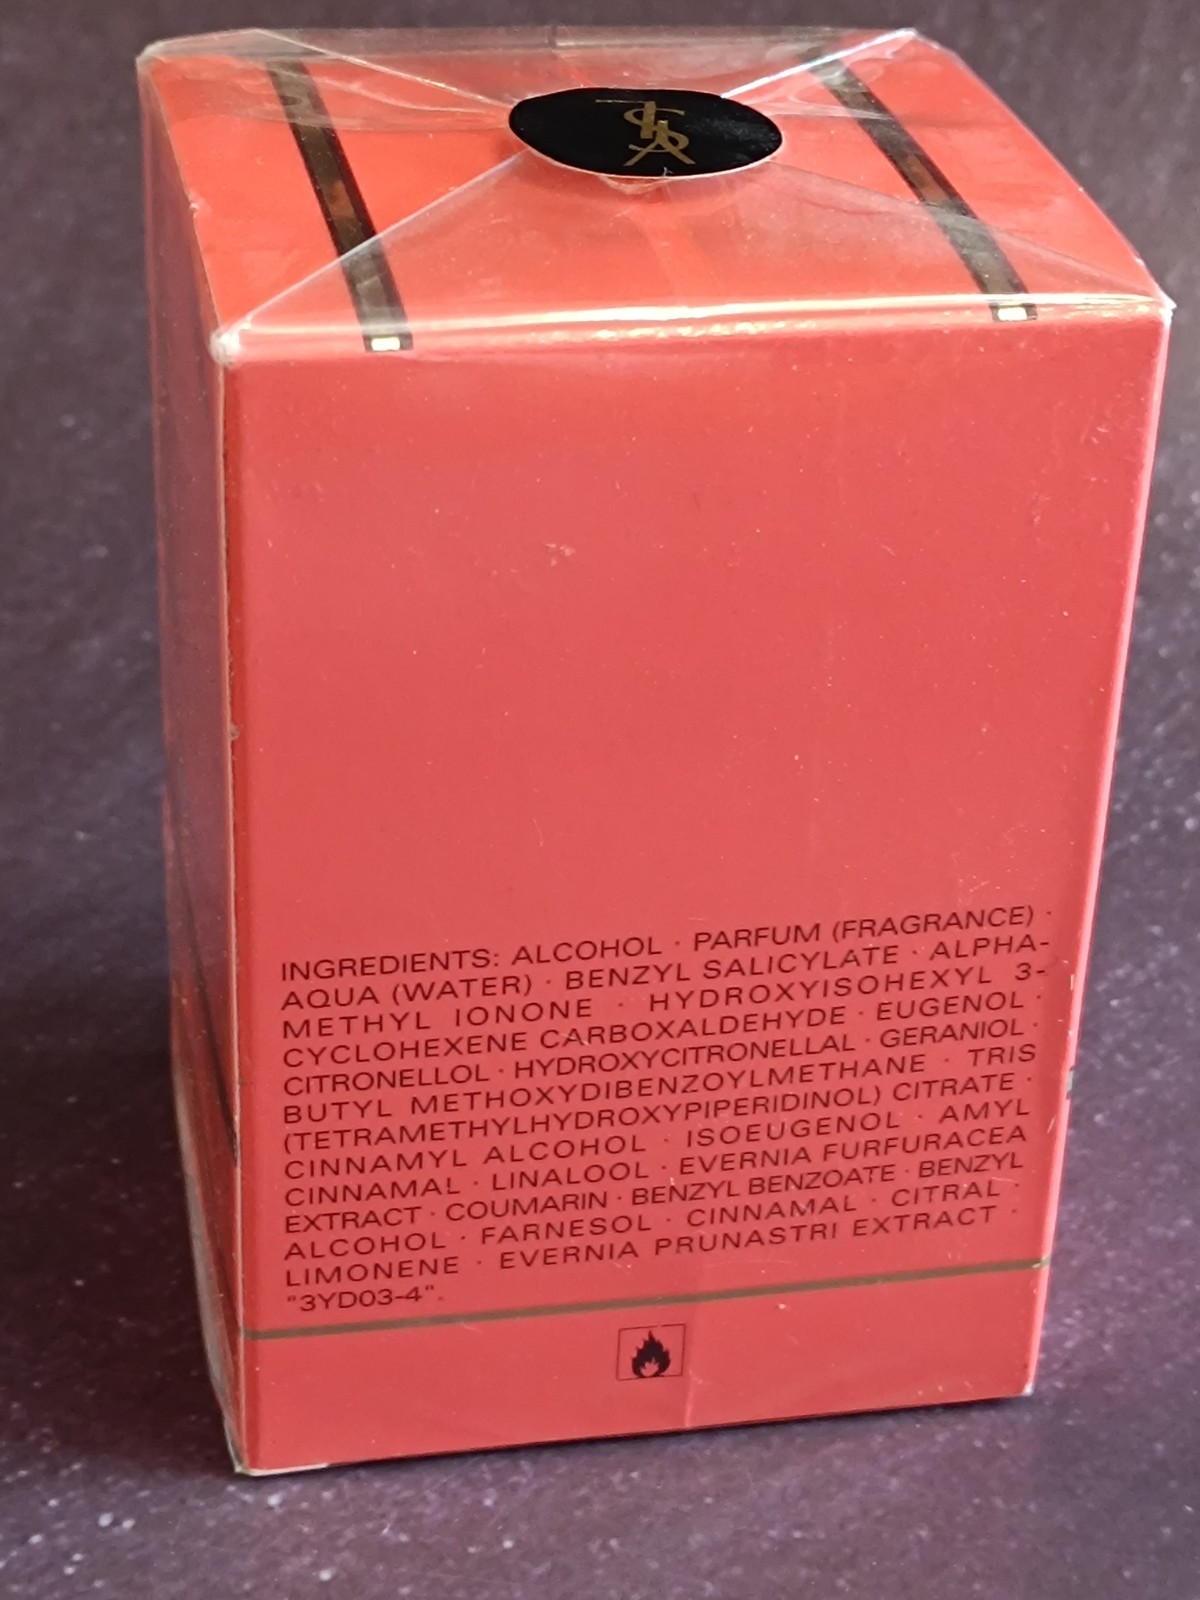 YSL
INGREDIENTS: ALCOHOL · PARFUM (FRAGRANCE) ·
AQUA (WATER) · BENZYL SALICYLATE · ALPHA-
METHYL IONONE · HYDROXYISOHEXYL 3-
CYCLOHEXENE CARBOXALDEHYDE · EUGENOL ·
CITRONELLOL · HYDROXYCITRONELLAL · GERANIOL ·
BUTYL METHOXYDIBENZOYLMETHANE · TRIS
(TETRAMETHYLHYDROXYPIPERIDINOL) CITRATE ·
CINNAMYL ALCOHOL · ISOEUGENOL · AMYL
CINNAMAL · LINALOOL · EVERNIA FURFURACEA
EXTRACT · COUMARIN · BENZYL BENZOATE · BENZYL
ALCOHOL · FARNESOL · CINNAMAL · CITRAL ·
LIMONENE · EVERNIA PRUNASTRI EXTRACT ·
"3YD03-4".